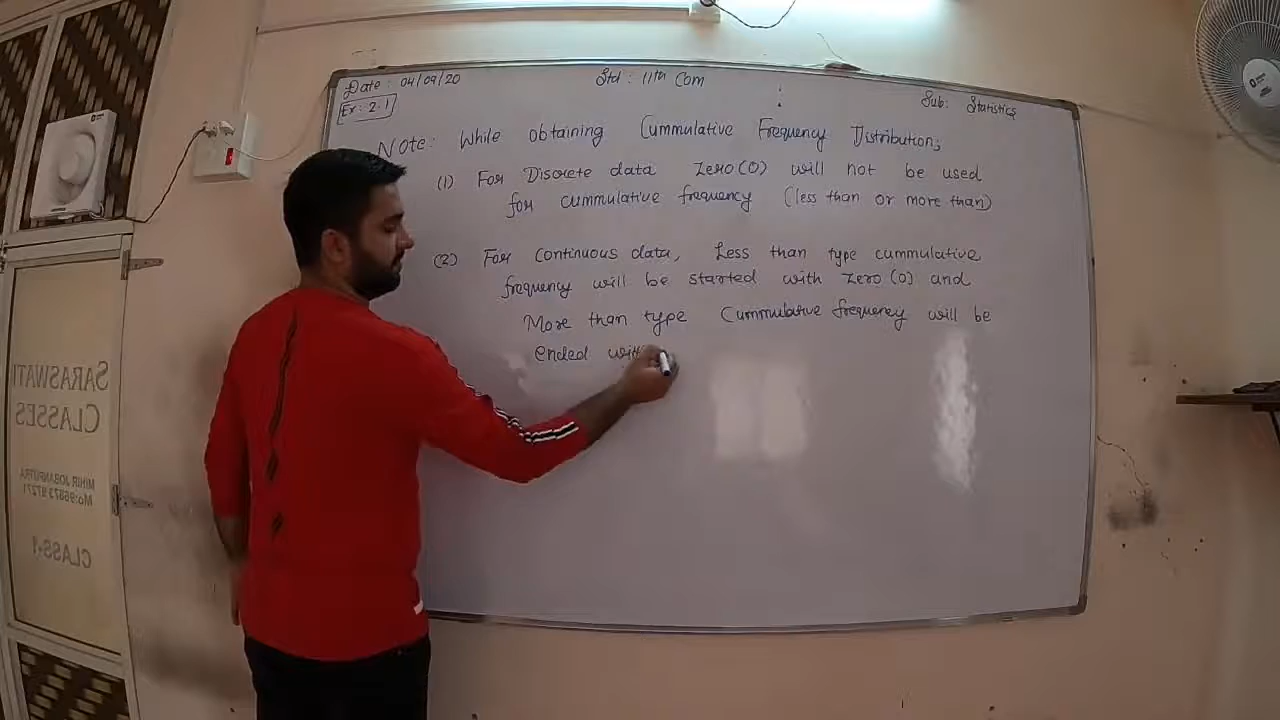 Date: 04/09/20
Std: 11th Com
Sub: Statistics
Ex: 2.1
Note: While obtaining Cummulative Frequency Distribution,
(1) For Discrete data Zero(0) will not be used
for cummulative frequency (less than or more than)
(2) For Continuous data, Less than type cummulative
frequency will be started with zero (0) and
More than type Cummulative frequency will be
ended with
SARASWATI
CLASSES
MIHIR JOBANPUTRA
Mo:96873 97271
CLASS-1